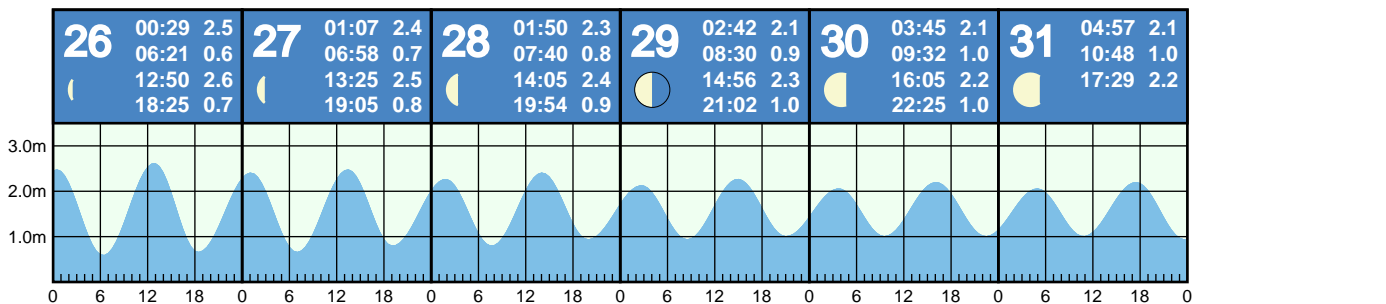 26 00:29 2.5 27 01:07 2.4 28 01:50 2.3 29 02:42 2.1 30 03:45 2.1 31 04:57 2.1
06:21 0.6 06:58 0.7 07:40 0.8 08:30 0.9 09:32 1.0 10:48 1.0
12:50 2.6 13:25 2.5 14:05 2.4 14:56 2.3 16:05 2.2 17:29 2.2
18:25 0.7 19:05 0.8 19:54 0.9 21:02 1.0 22:25 1.0
3.0m
2.0m
1.0m
0 6 12 18 0 6 12 18 0 6 12 18 0 6 12 18 0 6 12 18 0 6 12 18 0